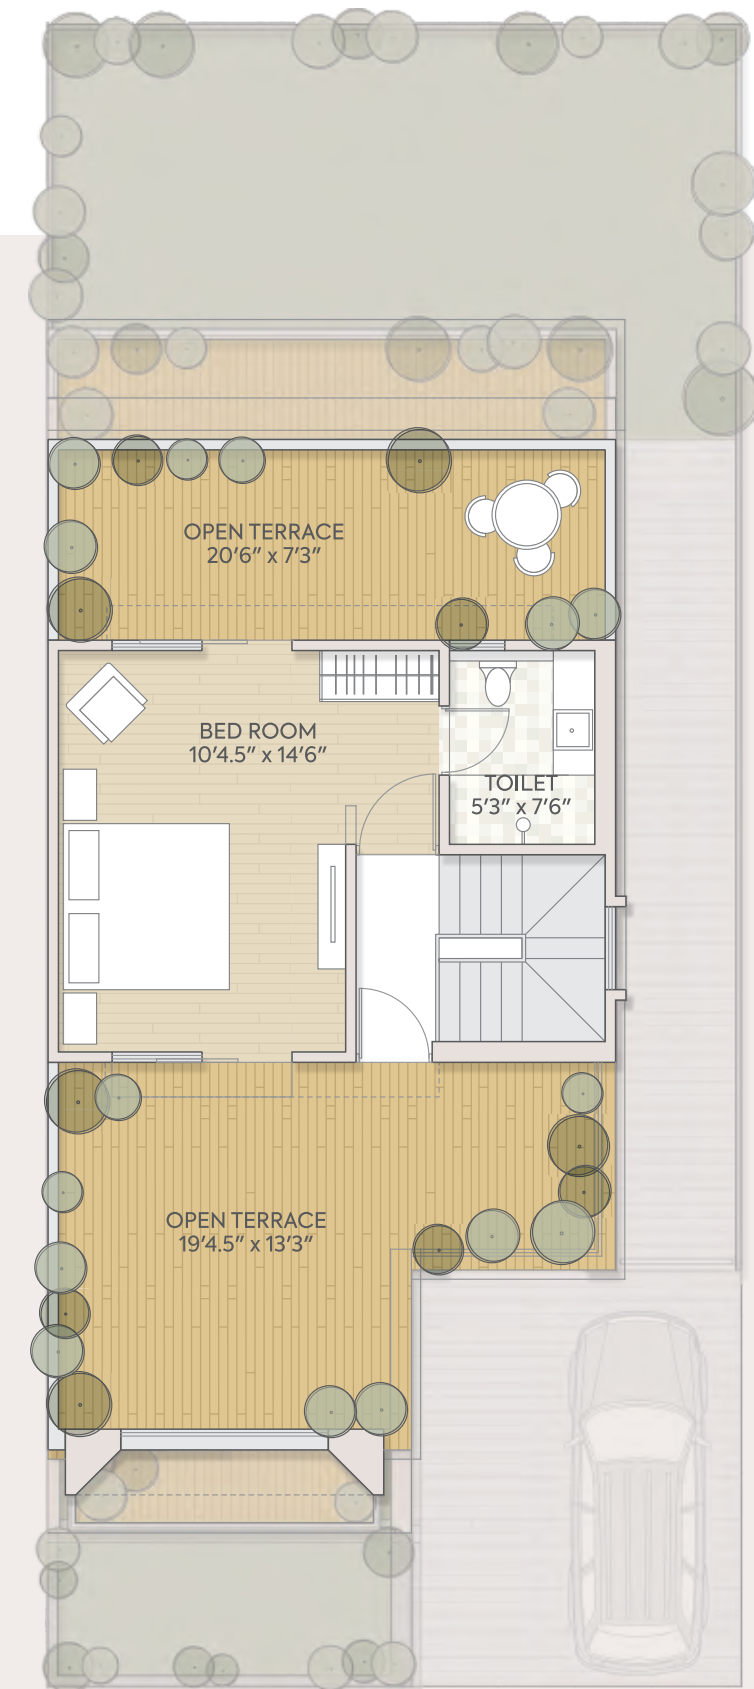 OPEN TERRACE
20′6″ x 7′3″
BED ROOM
10′4.5″ x 14′6″
TOILET
5′3″ x 7′6″
OPEN TERRACE
19′4.5″ x 13′3″